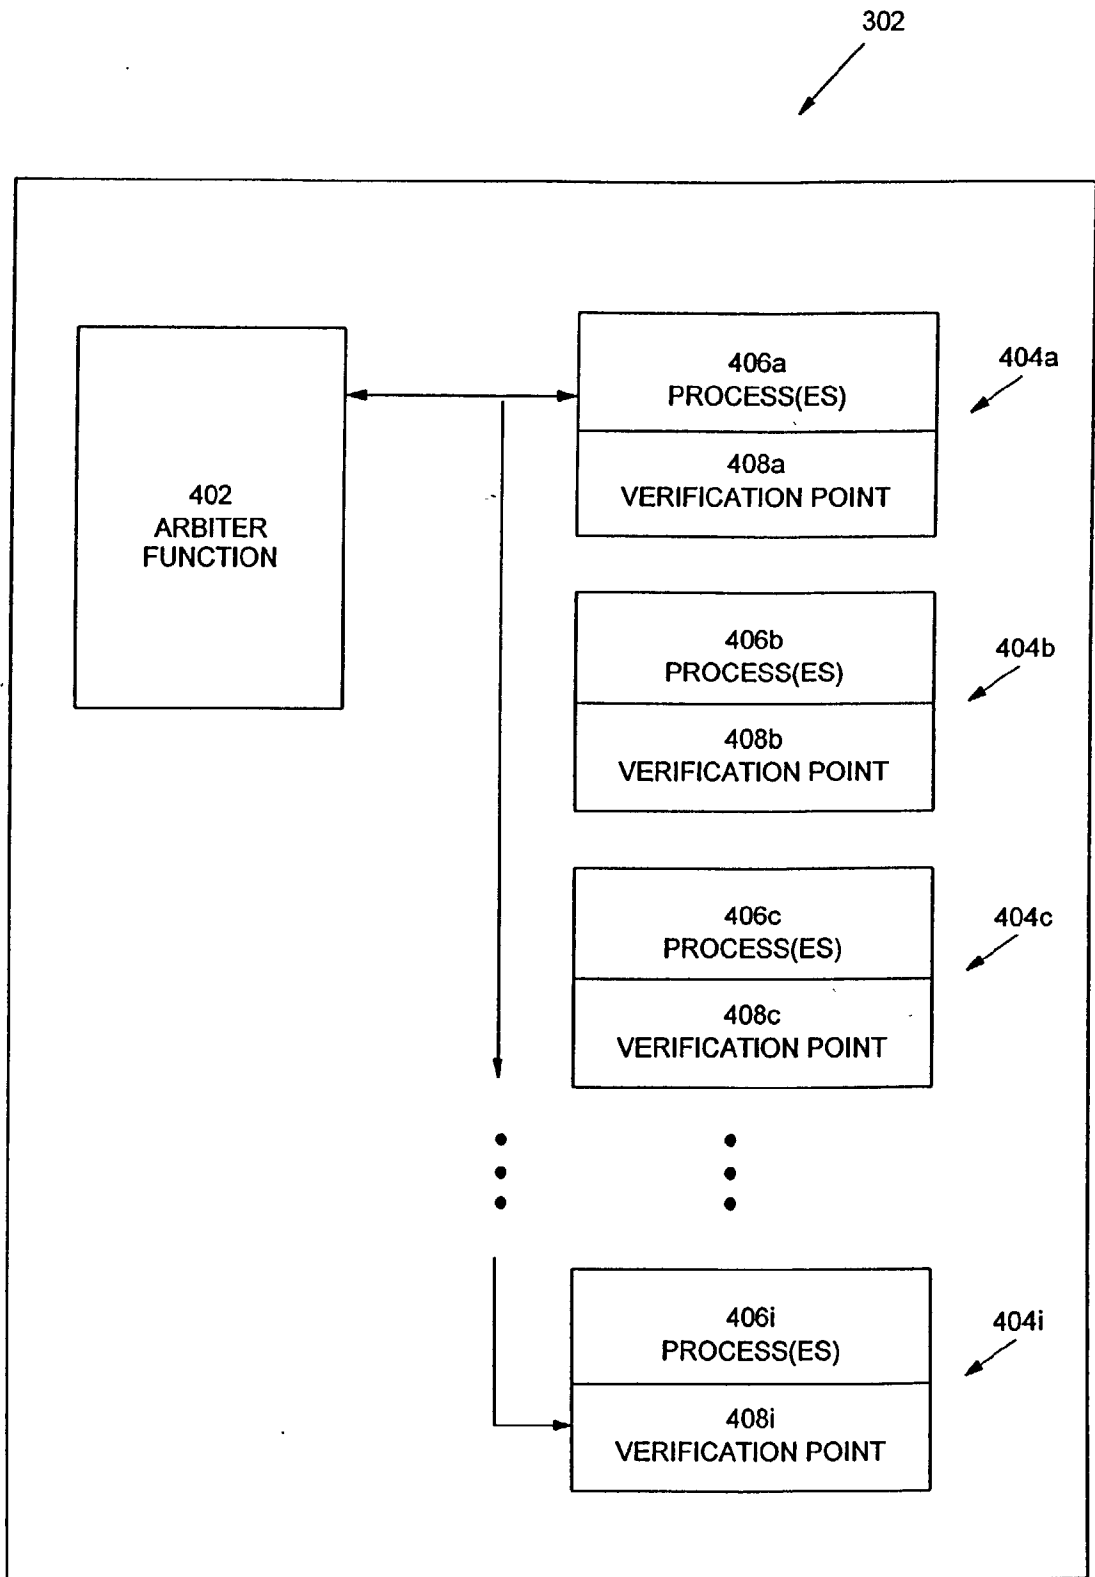 302
402
ARBITER
FUNCTION
406a
PROCESS(ES)
408a
VERIFICATION POINT
404a
406b
PROCESS(ES)
408b
VERIFICATION POINT
404b
406c
PROCESS(ES)
408c
VERIFICATION POINT
404c
406i
PROCESS(ES)
408i
VERIFICATION POINT
404i